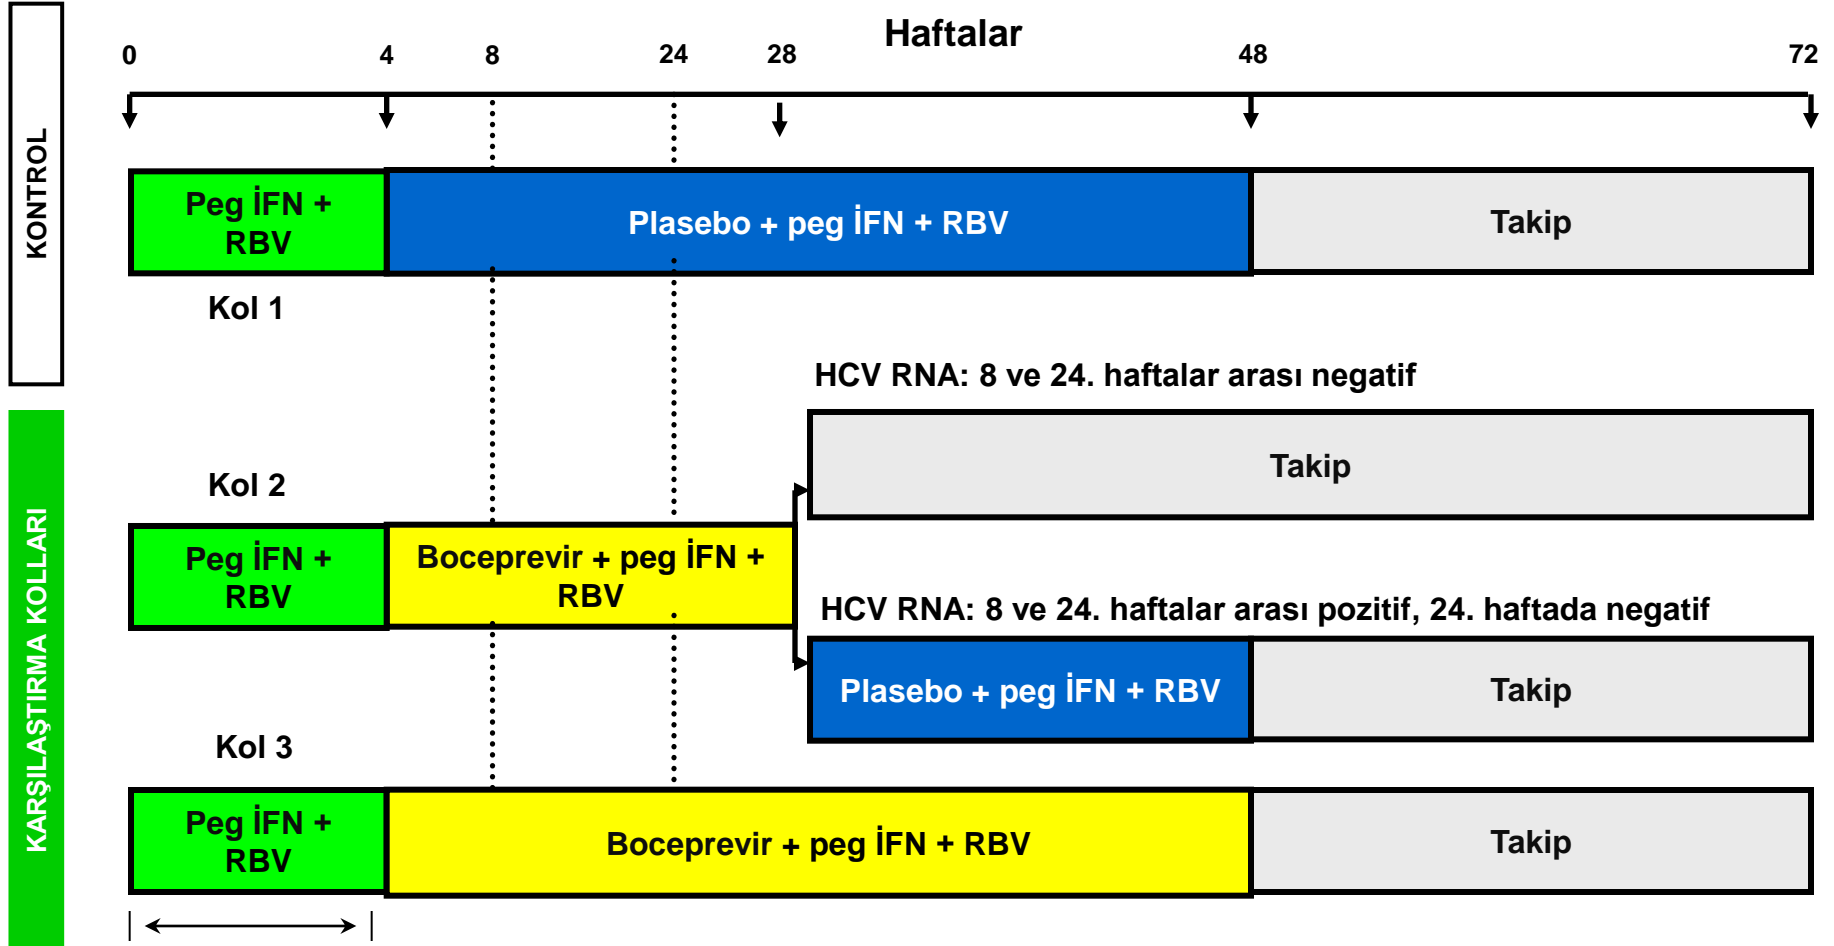 Haftalar
0 4 8 24 28 48 72
KONTROL
Peg İFN +
RBV
Plasebo + peg İFN + RBV
Takip
Kol 1
HCV RNA: 8 ve 24. haftalar arası negatif
Takip
KARŞILAŞTIRMA KOLLARI
Kol 2
Peg İFN +
RBV
Boceprevir + peg İFN +
RBV
HCV RNA: 8 ve 24. haftalar arası pozitif, 24. haftada negatif
Plasebo + peg İFN + RBV
Takip
Kol 3
Peg İFN +
RBV
Boceprevir + peg İFN + RBV
Takip